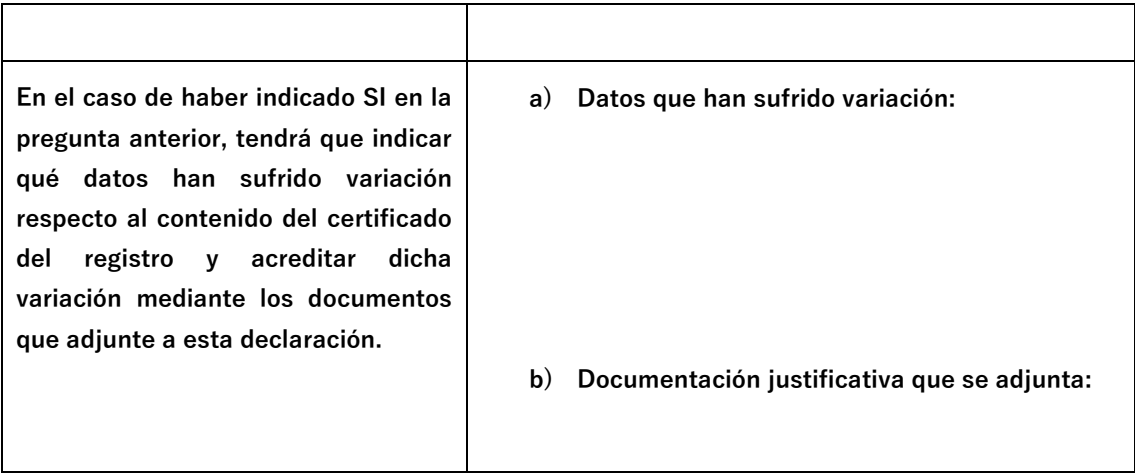 En el caso de haber indicado SI en la
pregunta anterior, tendrá que indicar
qué datos han sufrido variación
respecto al contenido del certificado
del registro y acreditar dicha
variación mediante los documentos
que adjunte a esta declaración.
a) Datos que han sufrido variación:
b) Documentación justificativa que se adjunta: